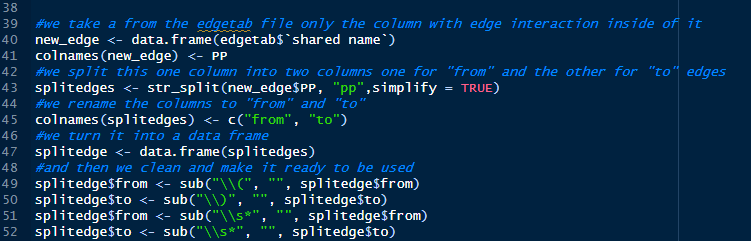 38
39 #we take a from the edgetab file only the column with edge interaction inside of it
40 new_edge <- data.frame(edgetab$`shared name`)
41 colnames(new_edge) <- PP
42 #we split this one column into two columns one for "from" and the other for "to" edges
43 splitedges <- str_split(new_edge$PP, "pp",simplify = TRUE)
44 #we rename the columns to "from" and "to"
45 colnames(splitedges) <- c("from", "to")
46 #we turn it into a data frame
47 splitedge <- data.frame(splitedges)
48 #and then we clean and make it ready to be used
49 splitedge$from <- sub("\\(", "", splitedge$from)
50 splitedge$to <- sub("\\)", "", splitedge$to)
51 splitedge$from <- sub("\\s*", "", splitedge$from)
52 splitedge$to <- sub("\\s*", "", splitedge$to)